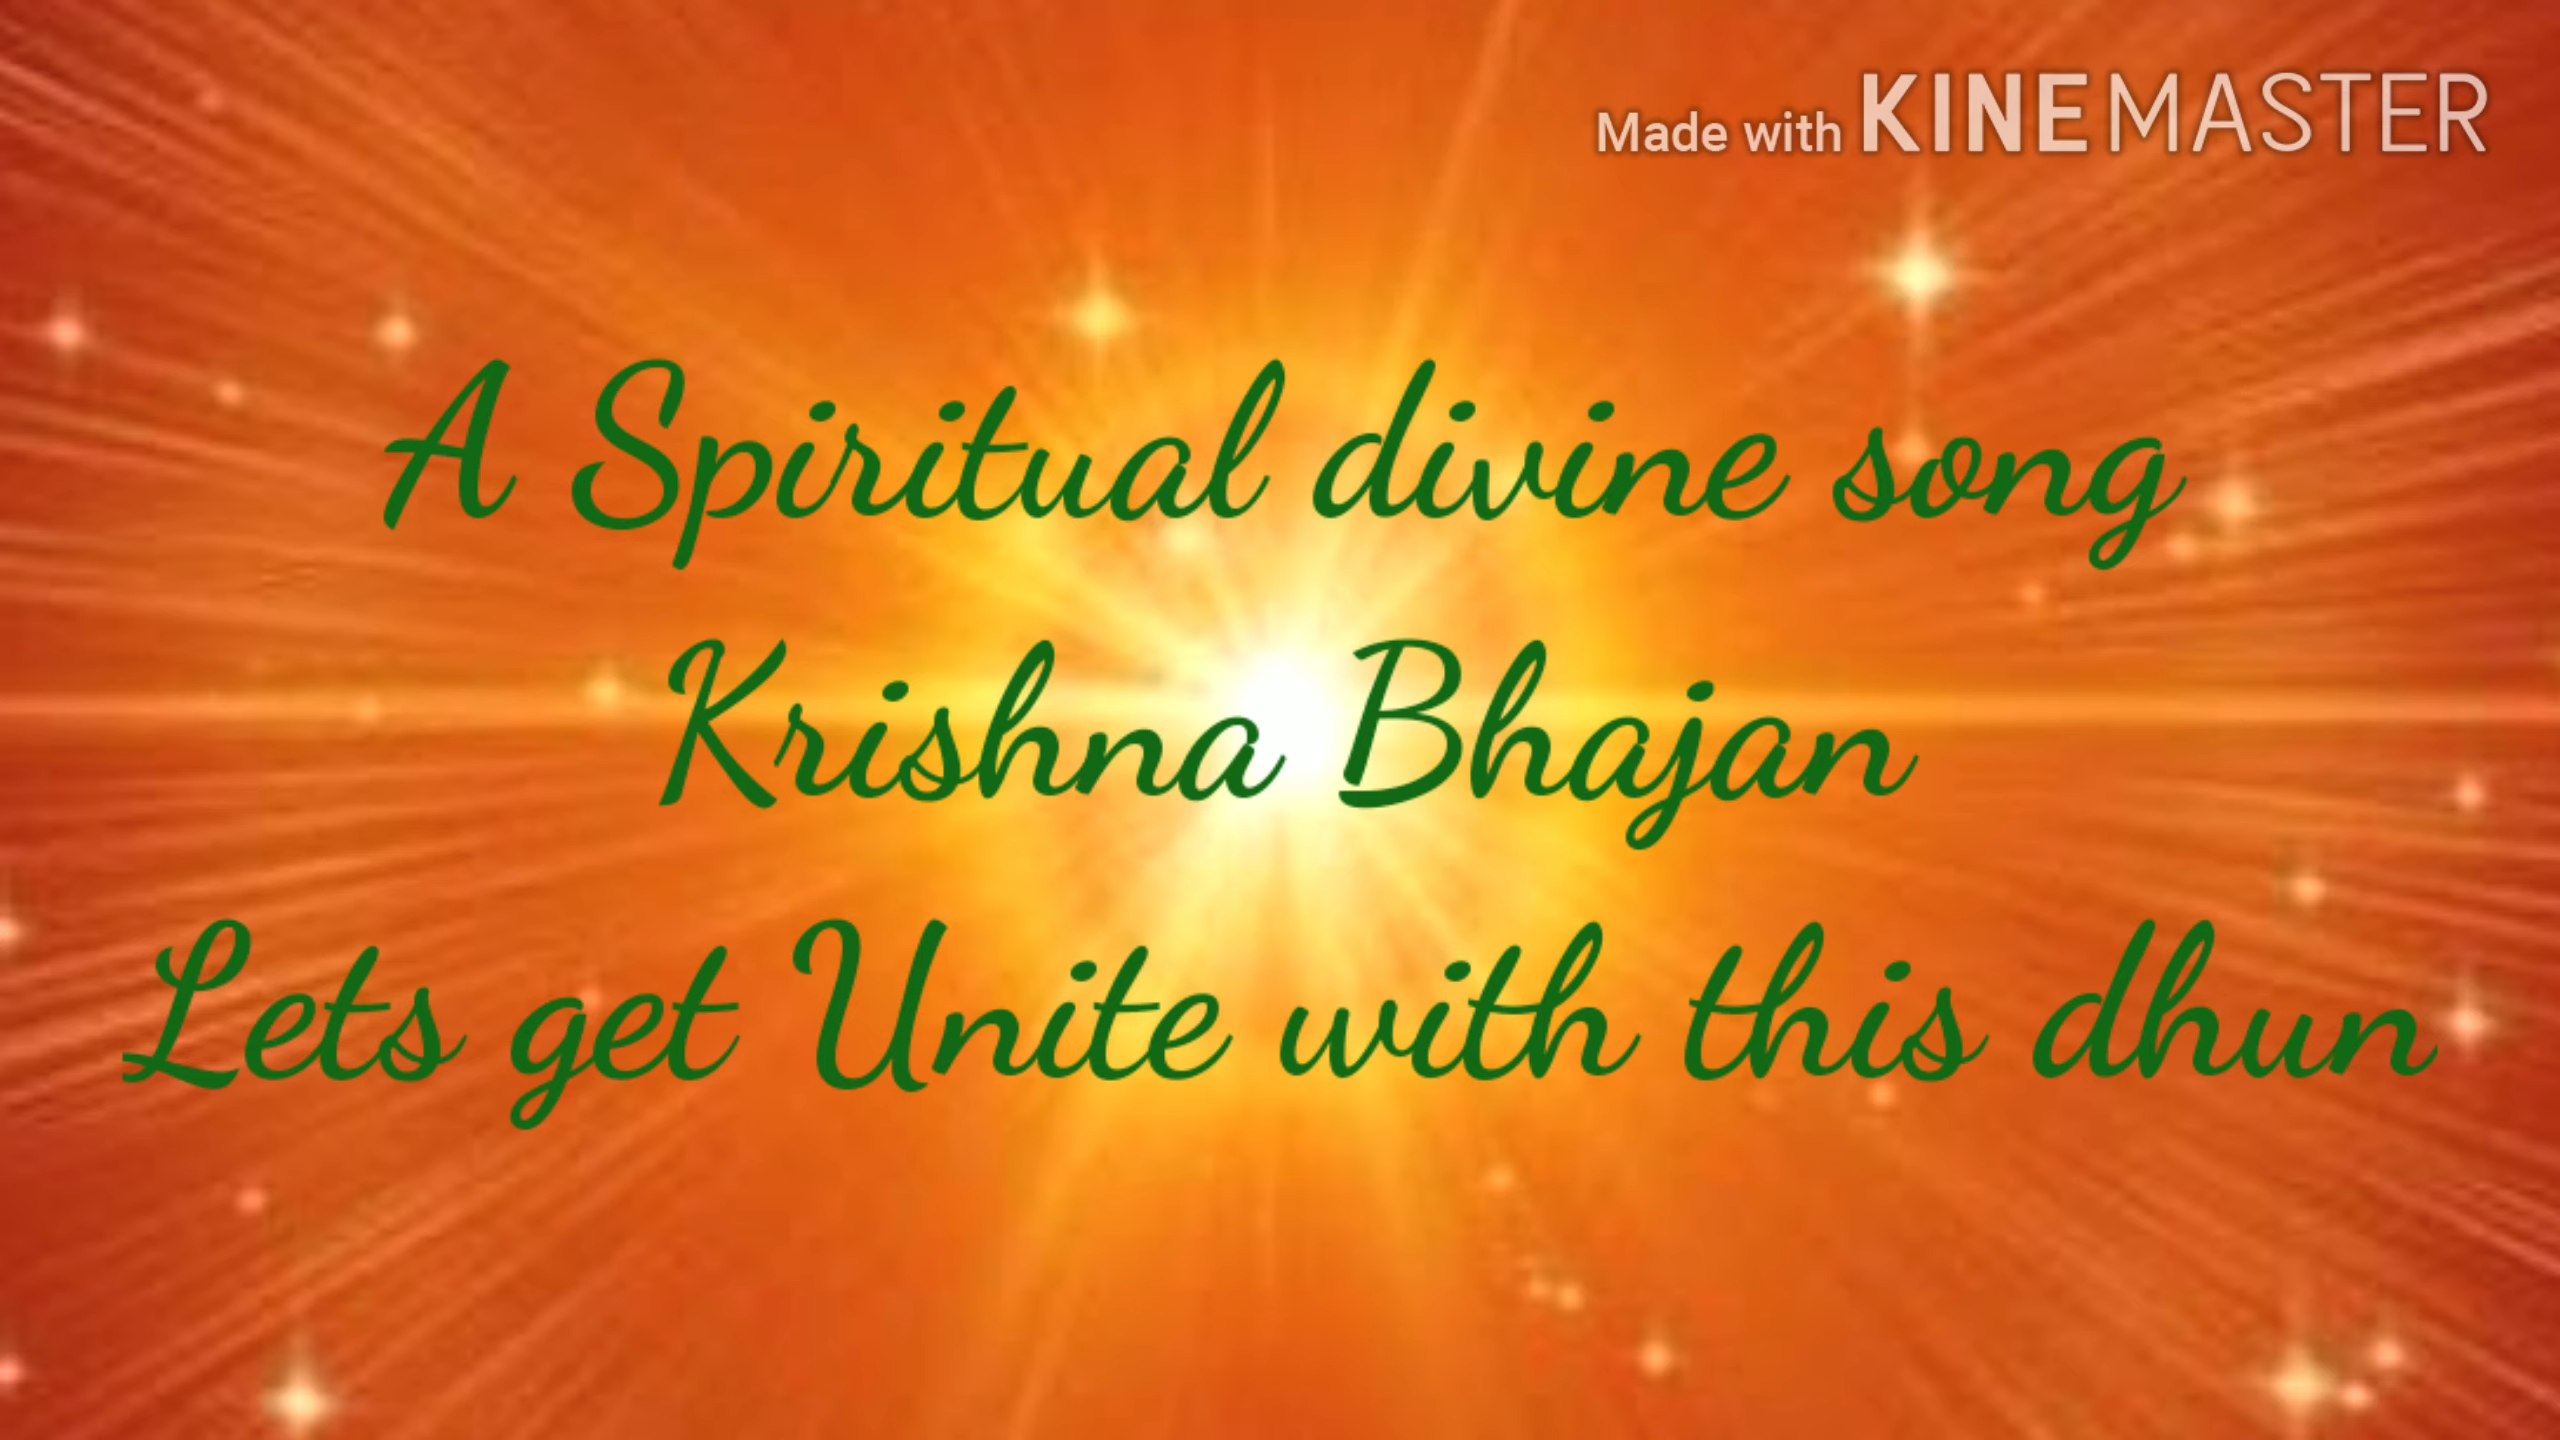 Made with KINEMASTER
A Spiritual divine song
Krishna Bhajan
Lets get Unite with this dhun